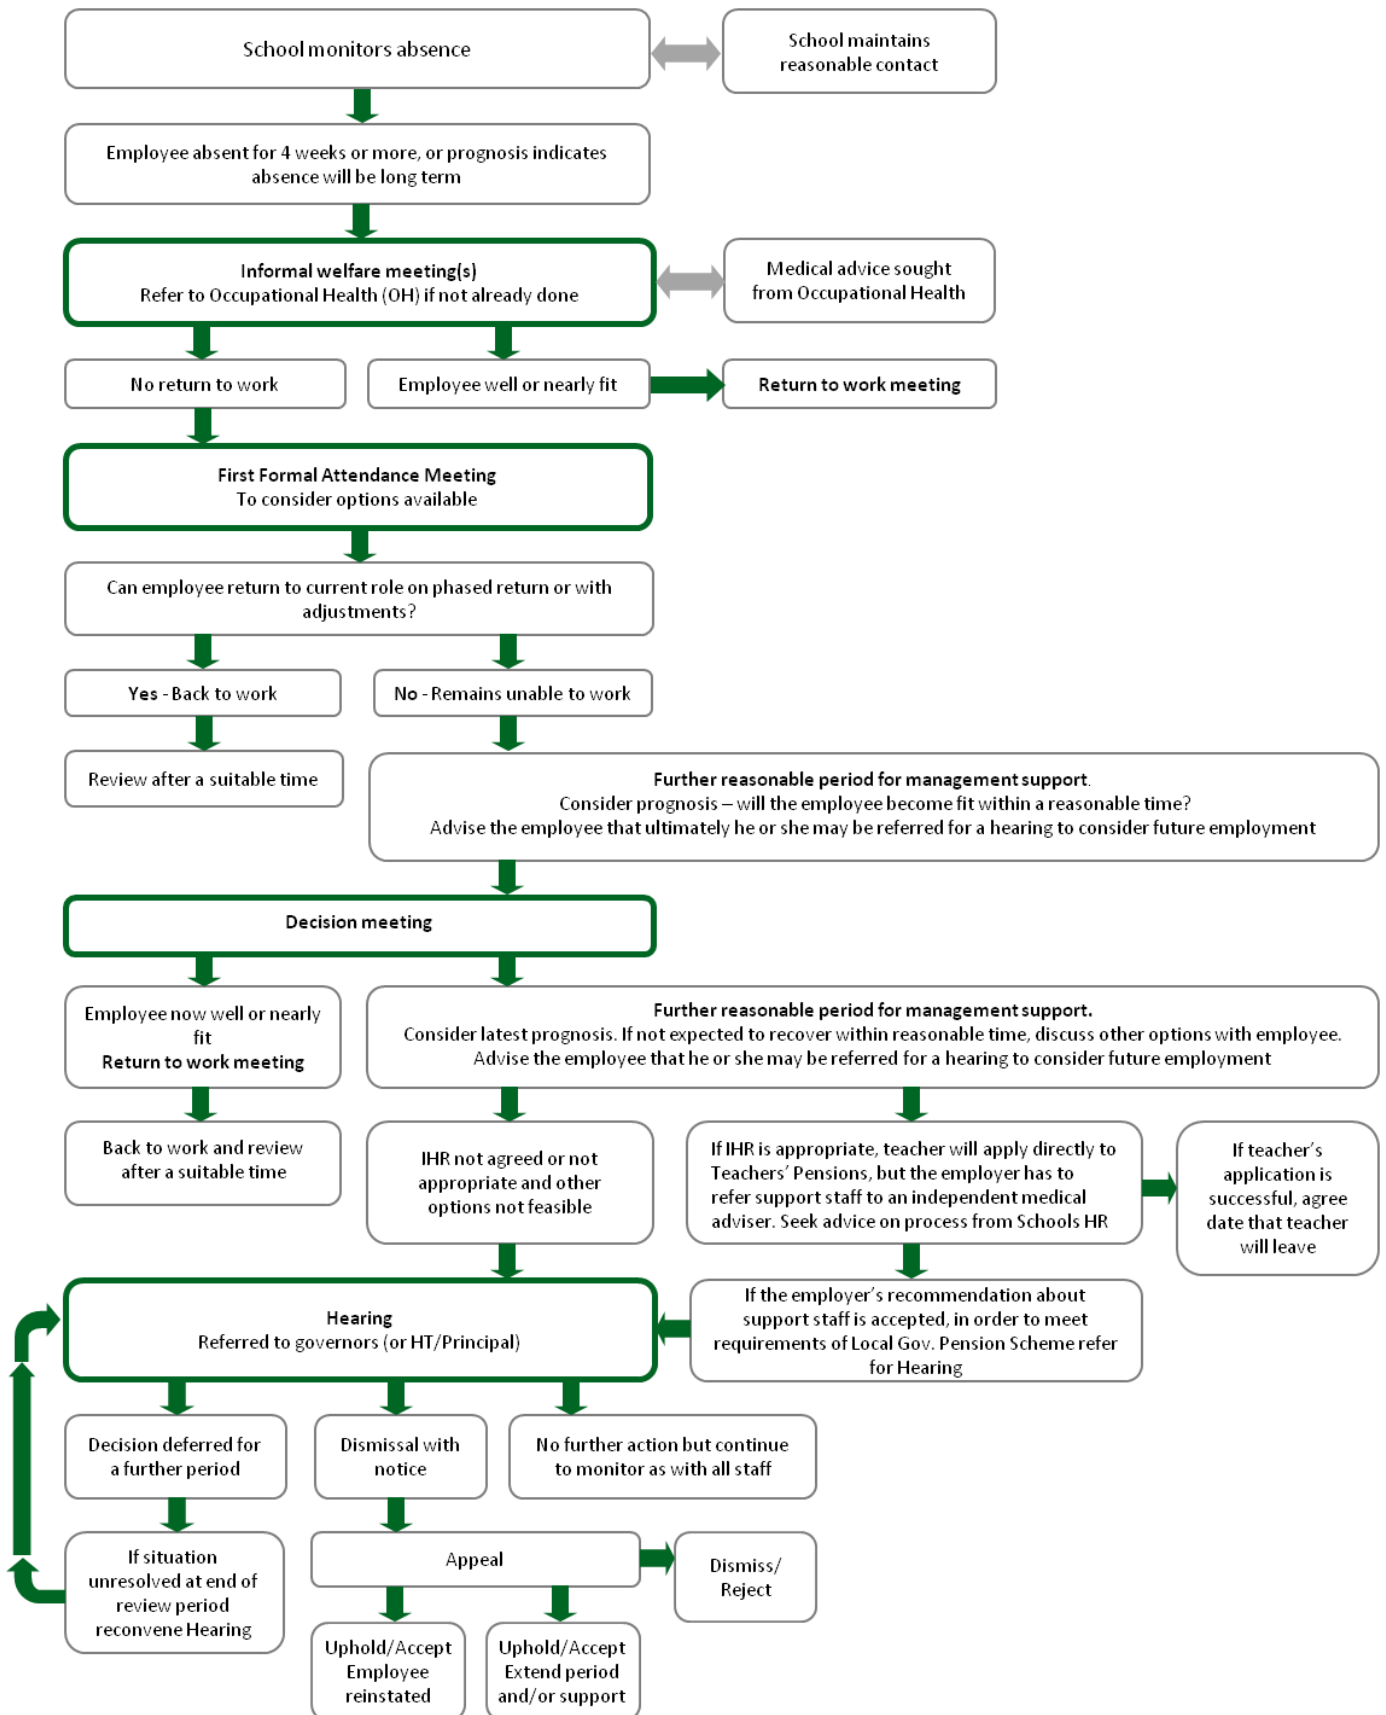 School monitors absence
School maintains
reasonable contact
Employee absent for 4 weeks or more, or prognosis indicates
absence will be long term
Informal welfare meeting(s)
Refer to Occupational Health (OH) if not already done
Medical advice sought
from Occupational Health
No return to work
Employee well or nearly fit
Return to work meeting
First Formal Attendance Meeting
To consider options available
Can employee return to current role on phased return or with
adjustments?
Yes - Back to work
No - Remains unable to work
Review after a suitable time
Further reasonable period for management support.
Consider prognosis – will the employee become fit within a reasonable time?
Advise the employee that ultimately he or she may be referred for a hearing to consider future employment
Decision meeting
Employee now well or nearly
fit
Return to work meeting
Further reasonable period for management support.
Consider latest prognosis. If not expected to recover within reasonable time, discuss other options with employee.
Advise the employee that he or she may be referred for a hearing to consider future employment
Back to work and review
after a suitable time
IHR not agreed or not
appropriate and other
options not feasible
If IHR is appropriate, teacher will apply directly to
Teachers' Pensions, but the employer has to
refer support staff to an independent medical
adviser. Seek advice on process from Schools HR
If teacher's
application is
successful, agree
date that teacher
will leave
Hearing
Referred to governors (or HT/Principal)
If the employer's recommendation about
support staff is accepted, in order to meet
requirements of Local Gov. Pension Scheme refer
for Hearing
Decision deferred for
a further period
Dismissal with
notice
No further action but continue
to monitor as with all staff
If situation
unresolved at end of
review period
reconvene Hearing
Appeal
Dismiss/
Reject
Uphold/Accept
Employee
reinstated
Uphold/Accept
Extend period
and/or support